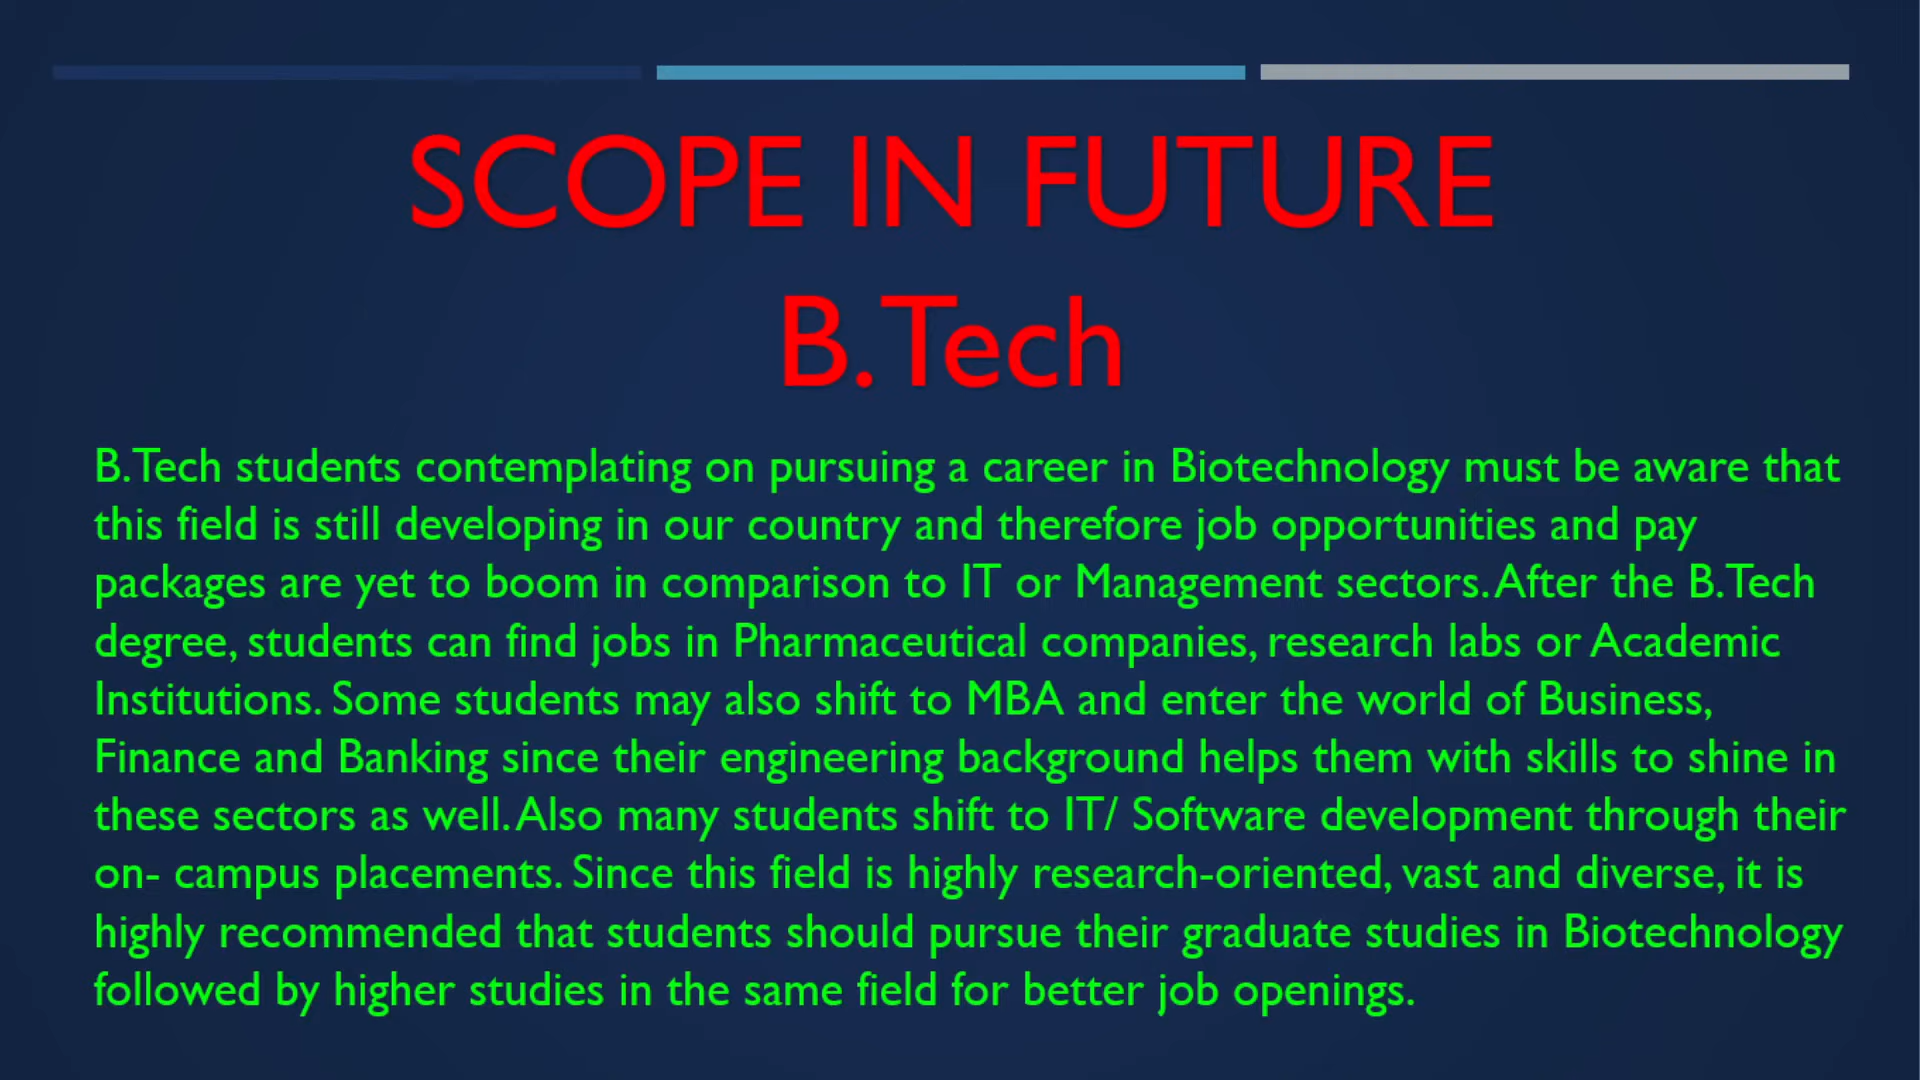 SCOPE IN FUTURE
B.Tech
B.Tech students contemplating on pursuing a career in Biotechnology must be aware that
this field is still developing in our country and therefore job opportunities and pay
packages are yet to boom in comparison to IT or Management sectors. After the B.Tech
degree, students can find jobs in Pharmaceutical companies, research labs or Academic
Institutions. Some students may also shift to MBA and enter the world of Business,
Finance and Banking since their engineering background helps them with skills to shine in
these sectors as well. Also many students shift to IT/ Software development through their
on- campus placements. Since this field is highly research-oriented, vast and diverse, it is
highly recommended that students should pursue their graduate studies in Biotechnology
followed by higher studies in the same field for better job openings.